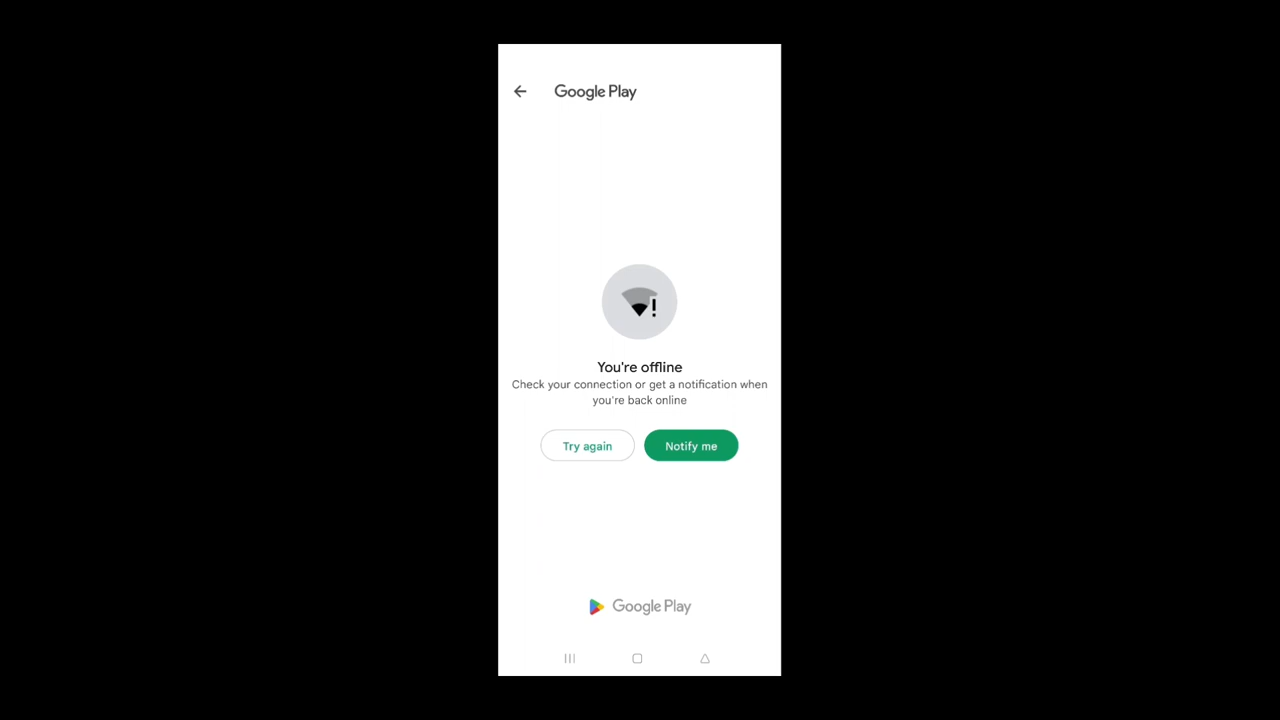 Google Play
You're offline
Check your connection or get a notification when
you're back online
Try again
Notify me
Google Play